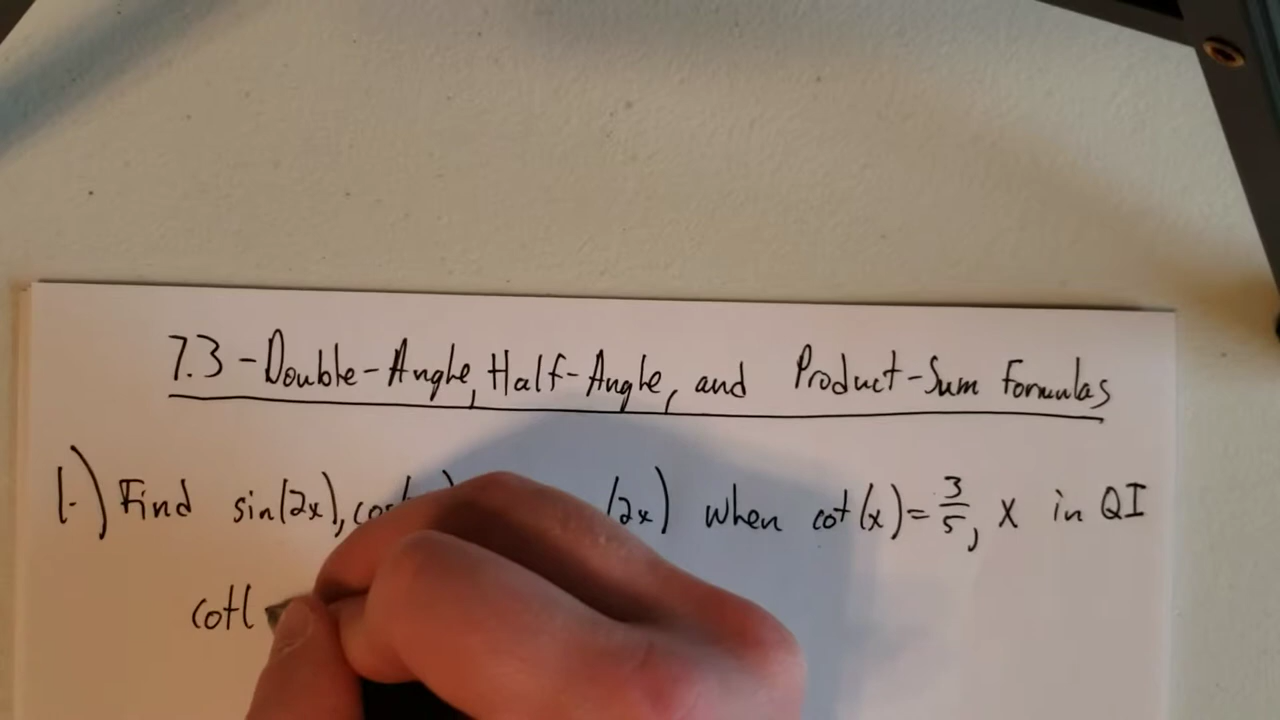 7.3 - Double-Angle, Half-Angle, and Product-Sum Formulas
1.) Find sin(2x), cos( (2x) when cot(x)=3/5, x in QI
cot(